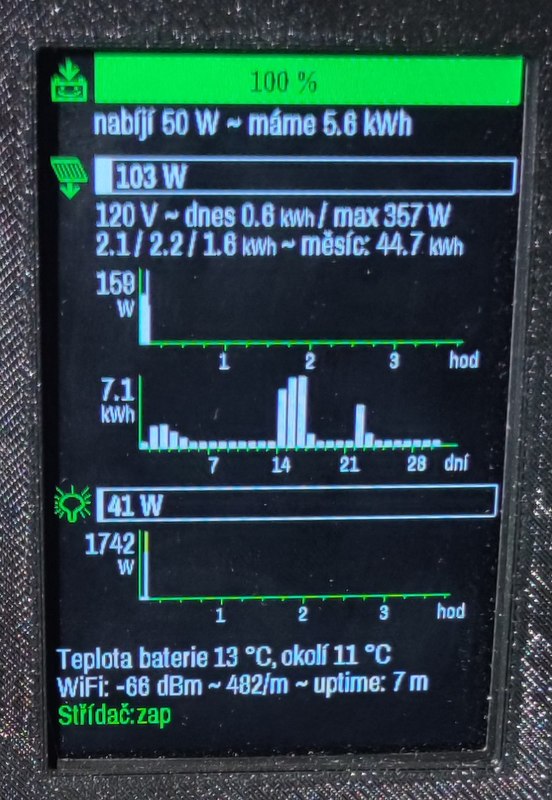 100 %
nabíjí 50 W ~ máme 5.6 kWh
103 W
120 V ~ dnes 0.6 kWh / max 357 W
2.1 / 2.2 / 1.6 kWh ~ měsíc: 44.7 kWh
159
W
1 2 3 hod
7.1
kWh
7 14 21 28 dní
41 W
1742
W
1 2 3 hod
Teplota baterie 13 °C, okolí 11 °C
WiFi: -66 dBm ~ 482/m ~ uptime: 7 m
Střídač:zap